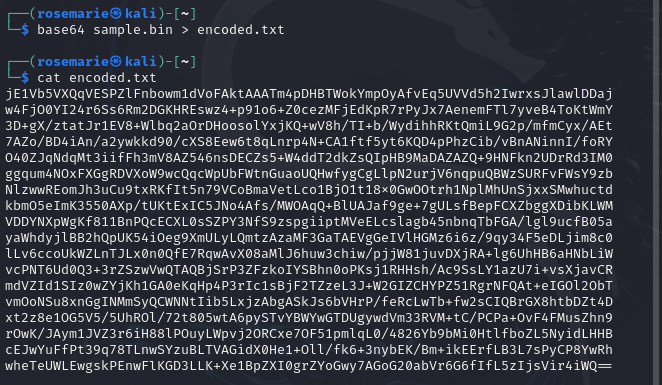 ┌──(rosemarie㉿kali)-[~]
└─$ base64 sample.bin > encoded.txt
┌──(rosemarie㉿kali)-[~]
└─$ cat encoded.txt
jE1Vb5VXQqVESPZlFnbowm1dVoFAktAAATm4pDHBTWokYmpOyAfvEq5UVVd5h2IwrxsJlawlDDaj
w4FjO0YI24r6Ss6Rm2DGKHREswz4+p91o6+Z0cezMFjEdKpR7rPyJx7AenemFTl7yveB4ToKtWmY
3D+gX/ztatJr1EV8+Wlbq2aOrDHoosolYxjKQ+wV8h/TI+b/WydihhRKtQmiL9G2p/mfmCyx/AEt
7AZo/BD4iAn/a2ywkkd90/cXS8Eew6t8qLnrp4N+CA1ftf5yt6KQD4pPhzCib/vBnANinnI/foRY
O40ZJqNdqMt3iifFh3mV8AZ546nsDECZs5+W4ddT2dkZsQIpHB9MaDAZAZQ+9HNFkn2UDrRd3IM0
ggqum4NOxFXGgRDVXoW9wcQqcWpUbFWtnGuaoUQHwfygCgLlpN2urjV6nqpuQBWzSURFvFWsY9zb
NlzwwREomJh3uCu9txRKfIt5n79VCoBmaVetLco1BjO1t18×0GwOOtrh1NplMhUnSjxxSMwhuctd
kbmO5eImK3550AXp/tUKtExIC5JNo4Afs/MWOAqQ+BlUAJaf9ge+7gULsfBepFCXZbggXDibKLWM
VDDYNXpWgKf811BnPQcECXL0sSZPY3NfS9zspgiiptMVeELcslagb45nbnqTbFGA/lgl9ucfB05a
yaWhdyjlBB2hQpUK54iOeg9XmULyLQmtzAzaMF3GaTAEVgGeIVlHGMz6i6z/9qy34F5eDLjim8c0
lLv6ccoUkWZLnTJLx0n0QfE7RqwAvX08aMlJ6huw3chiw/pjjW81juvDXjRA+lg6UhHB6aHNbLiW
vcPNT6Ud0Q3+3rZSzwVwQTAQBjSrP3ZFzkoIYSBhn0oPKsj1RHHsh/Ac9SsLY1azU7i+vsXjavCR
mdVZId1SIz0wZYjKh1GA0eKqHp4P3rIc1sBjF2TZzeL3J+W2GIZCHYPZ51RgrNFQAt+eIGOl2ObT
vmOoNSu8xnGgINMmSyQCWNNtIib5LxjzAbgASkJs6bVHrP/feRcLwTb+fw2sCIQBrGX8htbDZt4D
xt2z8e1OG5V5/5UhROl/72t805wtA6pySTvYBWYwGTDUgywdVm33RVM+tC/PCPa+OvF4FMusZhn9
rOwK/JAym1JVZ3r6iH88lPOuyLWpvj2ORCxe7OF51pmlqL0/4826Yb9bMi0HtlfboZL5NyidLHHB
cEJwYuFfPt39q78TLnwSYzuBLTVAGidX0He1+Oll/fk6+3nybEK/Bm+ikEErfLB3L7sPyCP8YwRh
wheTeUWLEwgskPEnwFlKGD3LLK+Xe1BpZXI0grZYoGwy7AGoG20abVr6G6fIfL5zIjsVir4iWQ==